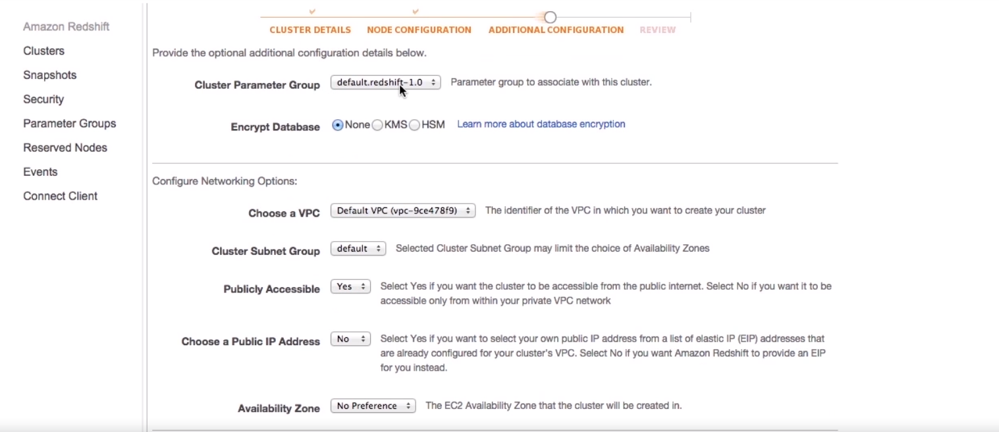 Amazon Redshift
Clusters
Snapshots
Security
Parameter Groups
Reserved Nodes
Events
Connect Client
CLUSTER DETAILS NODE CONFIGURATION ADDITIONAL CONFIGURATION REVIEW
Provide the optional additional configuration details below.
Cluster Parameter Group default.redshift-1.0 Parameter group to associate with this cluster.
Encrypt Database None KMS HSM Learn more about database encryption
Configure Networking Options:
Choose a VPC Default VPC (vpc-9ce478f9) The identifier of the VPC in which you want to create your cluster
Cluster Subnet Group default Selected Cluster Subnet Group may limit the choice of Availability Zones
Publicly Accessible Yes Select Yes if you want the cluster to be accessible from the public internet. Select No if you want it to be
accessible only from within your private VPC network
Choose a Public IP Address No Select Yes if you want to select your own public IP address from a list of elastic IP (EIP) addresses that
are already configured for your cluster's VPC. Select No if you want Amazon Redshift to provide an EIP
for you instead.
Availability Zone No Preference The EC2 Availability Zone that the cluster will be created in.